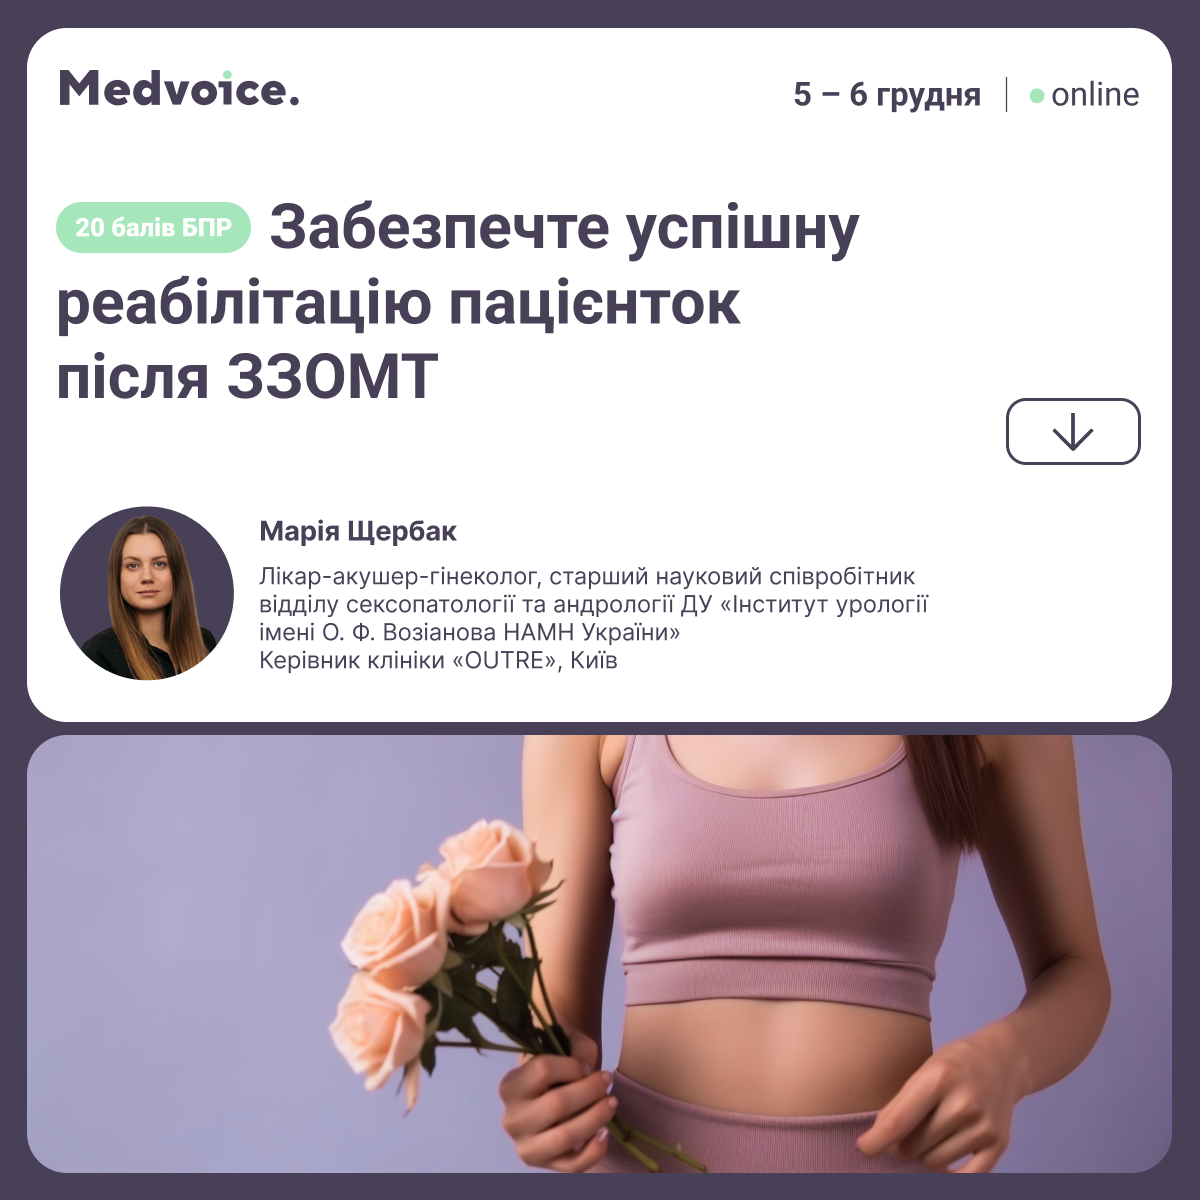 Medvoice.
5 – 6 грудня | online
20 балів БПР Забезпечте успішну
реабілітацію пацієнток
після ЗЗОМТ
Марія Щербак
Лікар-акушер-гінеколог, старший науковий співробітник
відділу сексопатології та андрології ДУ «Інститут урології
імені О. Ф. Возіанова НАМН України»
Керівник клініки «OUTRE», Київ